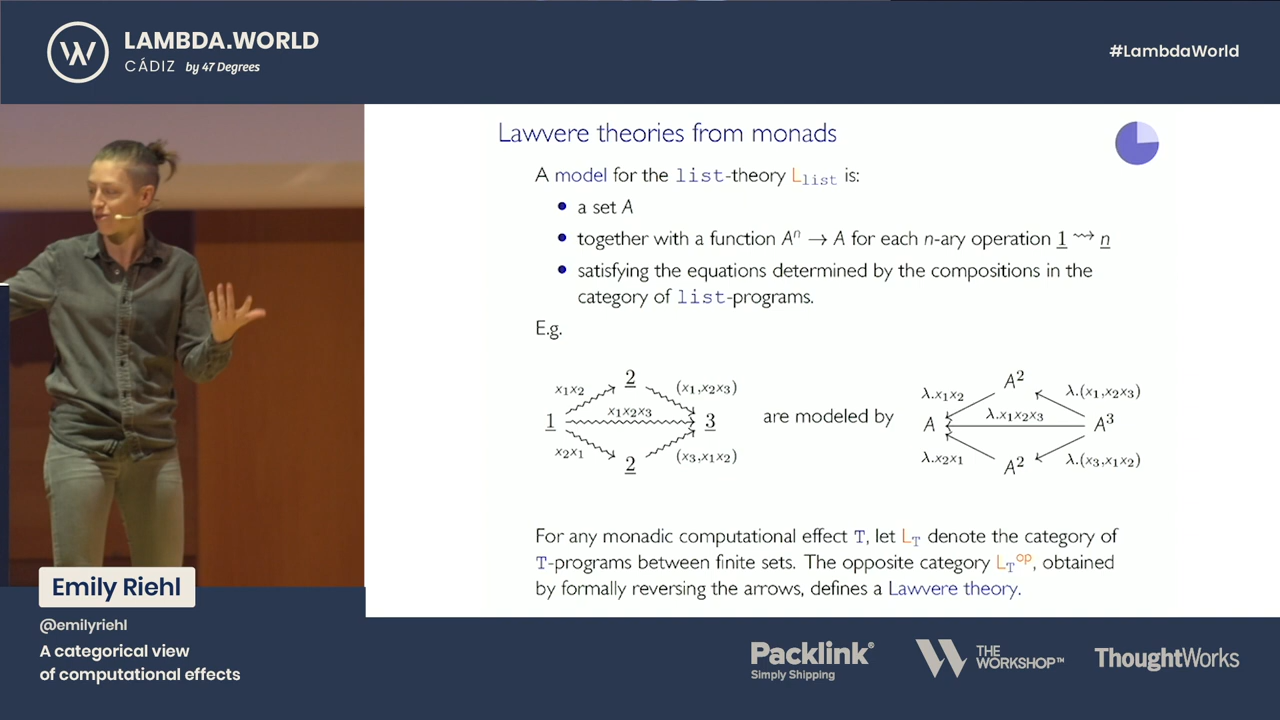 LAMBDA.WORLD
CÁDIZ by 47 Degrees
#LambdaWorld
Lawvere theories from monads
A model for the list-theory L_list is:
• a set A
• together with a function Aⁿ → A for each n-ary operation 1 ⇝ n
• satisfying the equations determined by the compositions in the
category of list-programs.
E.g.
2
x₁x₂ (x₁,x₂x₃)
1 x₁x₂x₃ 3
x₂x₁ (x₃,x₁x₂)
2
are modeled by
A²
λ.x₁x₂ λ.(x₁,x₂x₃)
A λ.x₁x₂x₃ A³
λ.x₂x₁ λ.(x₃,x₁x₂)
A²
For any monadic computational effect T, let L_T denote the category of
T-programs between finite sets. The opposite category L_T^op, obtained
by formally reversing the arrows, defines a Lawvere theory.
Emily Riehl
@emilyriehl
A categorical view
of computational effects
Packlink®
Simply Shipping
THE
WORKSHOP™
ThoughtWorks